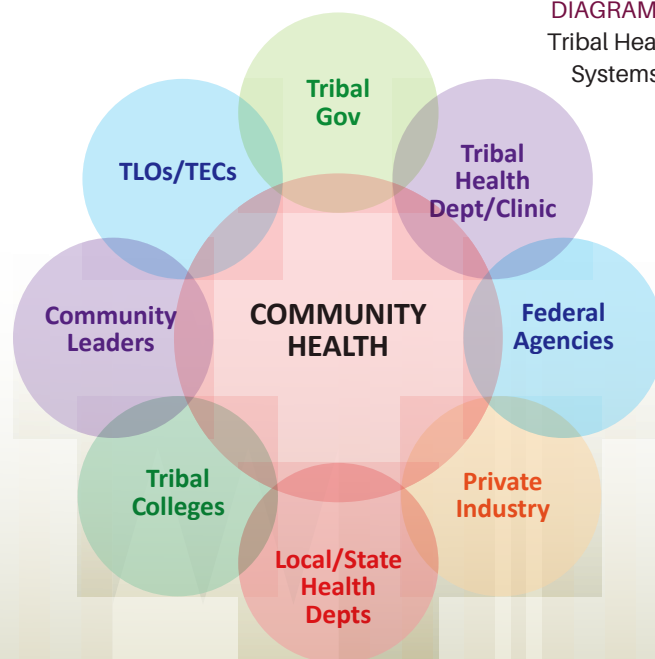 DIAGRAM
Tribal Hea
Systems
Tribal
Gov
TLOs/TECs
Tribal
Health
Dept/Clinic
Community
Leaders
COMMUNITY
HEALTH
Federal
Agencies
Tribal
Colleges
Private
Industry
Local/State
Health
Depts